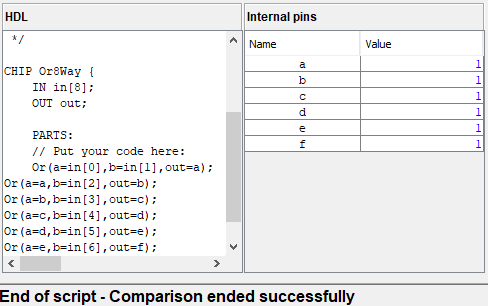 HDL
*/
CHIP Or8Way {
    IN in[8];
    OUT out;
    PARTS:
    // Put your code here:
    Or(a=in[0],b=in[1],out=a);
Or(a=a,b=in[2],out=b);
Or(a=b,b=in[3],out=c);
Or(a=c,b=in[4],out=d);
Or(a=d,b=in[5],out=e);
Or(a=e,b=in[6],out=f);
Internal pins
Name Value
a 1
b 1
c 1
d 1
e 1
f 1
End of script - Comparison ended successfully